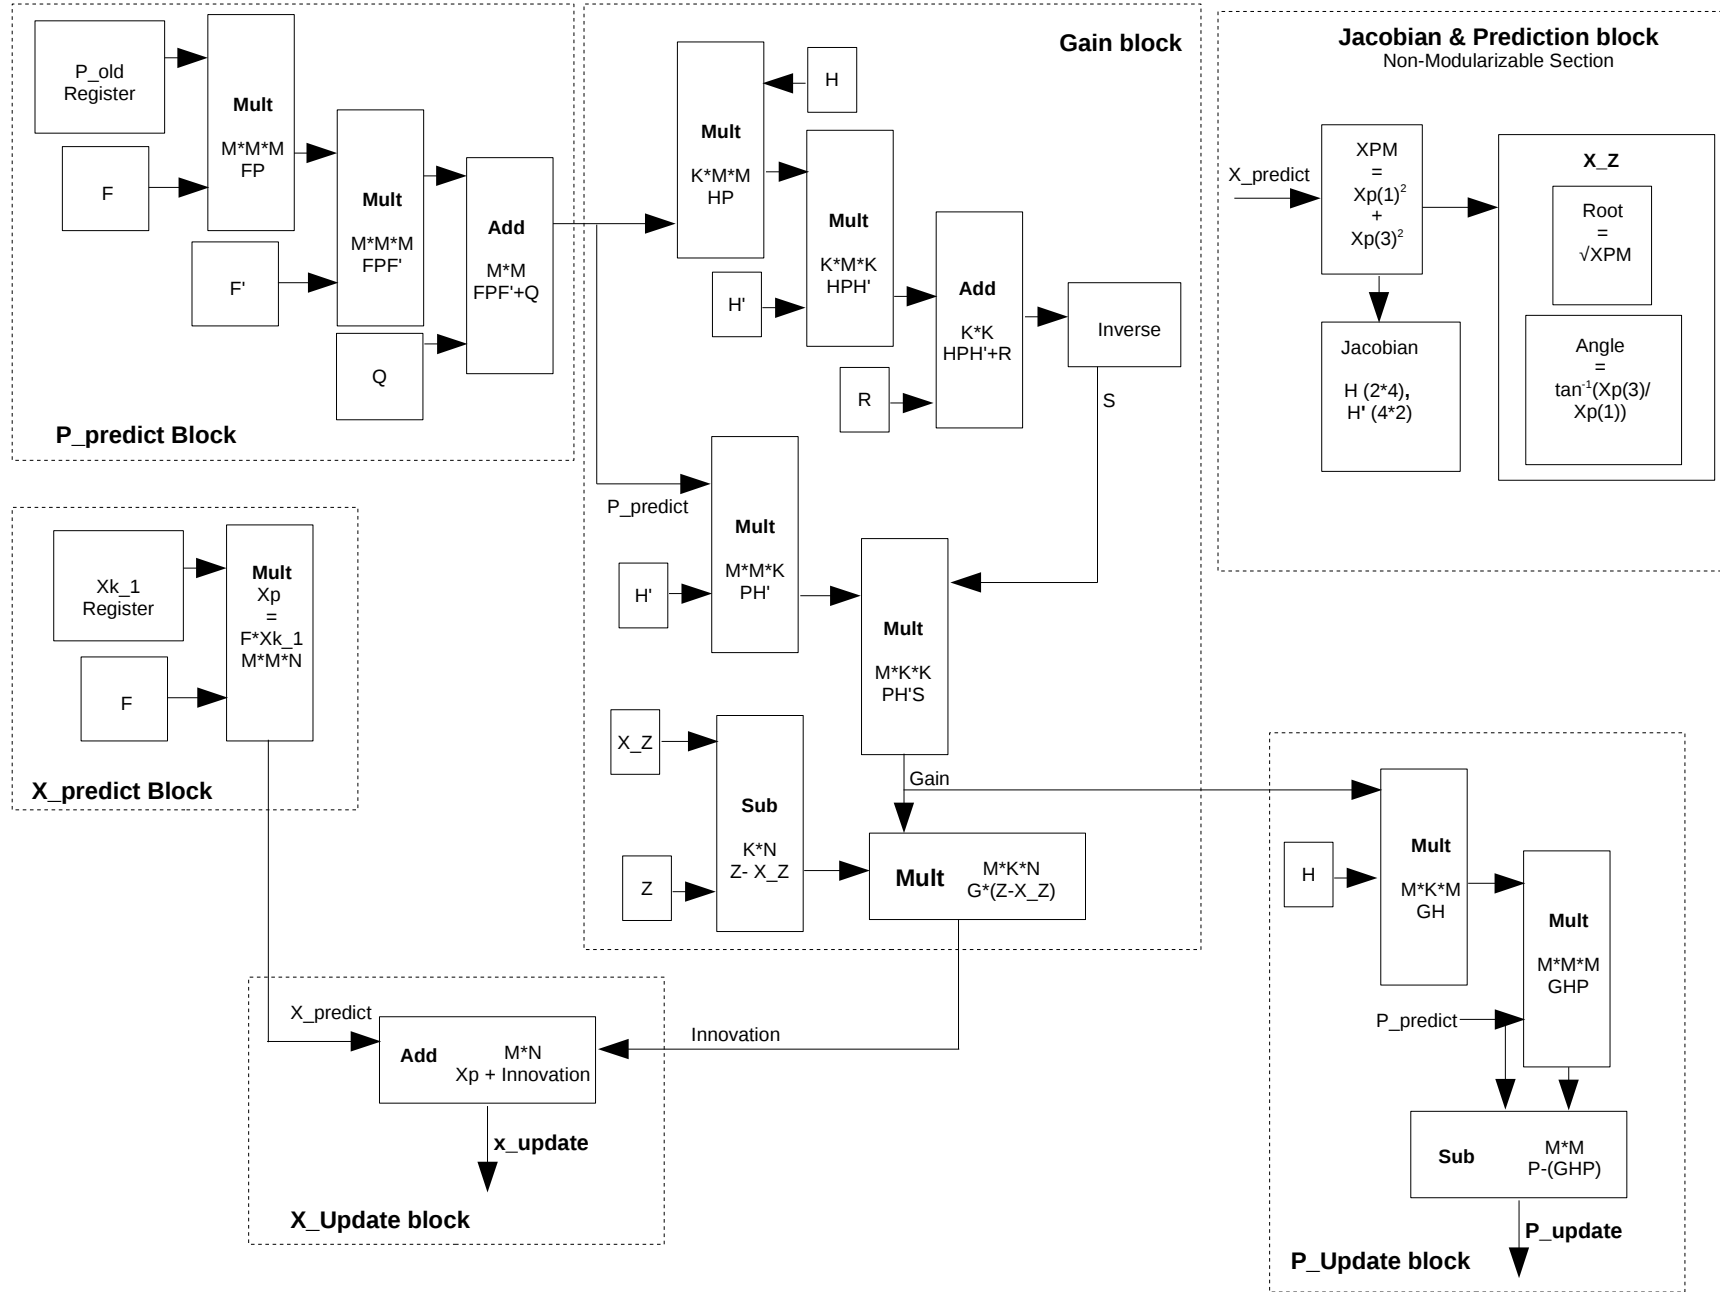 P_old
Register
F
Mult
M*M*M
FP
F'
Mult
M*M*M
FPF'
Q
Add
M*M
FPF'+Q
P_predict Block
Gain block
H
Mult
K*M*M
HP
H'
Mult
K*M*K
HPH'
R
Add
K*K
HPH'+R
Inverse
S
P_predict
H'
Mult
M*M*K
PH'
Mult
M*K*K
PH'S
X_Z
Z
Sub
K*N
Z- X_Z
Gain
Mult
M*K*N
G*(Z-X_Z)
Jacobian & Prediction block
Non-Modularizable Section
X_predict
XPM
=
Xp(1)²
+
Xp(3)²
Jacobian
H (2*4),
H' (4*2)
X_Z
Root
=
√XPM
Angle
=
tan⁻¹(Xp(3)/
Xp(1))
Xk_1
Register
F
Mult
Xp
=
F*Xk_1
M*M*N
X_predict Block
X_predict
Innovation
Add
M*N
Xp + Innovation
x_update
X_Update block
H
Mult
M*K*M
GH
Mult
M*M*M
GHP
P_predict
Sub
M*M
P-(GHP)
P_update
P_Update block